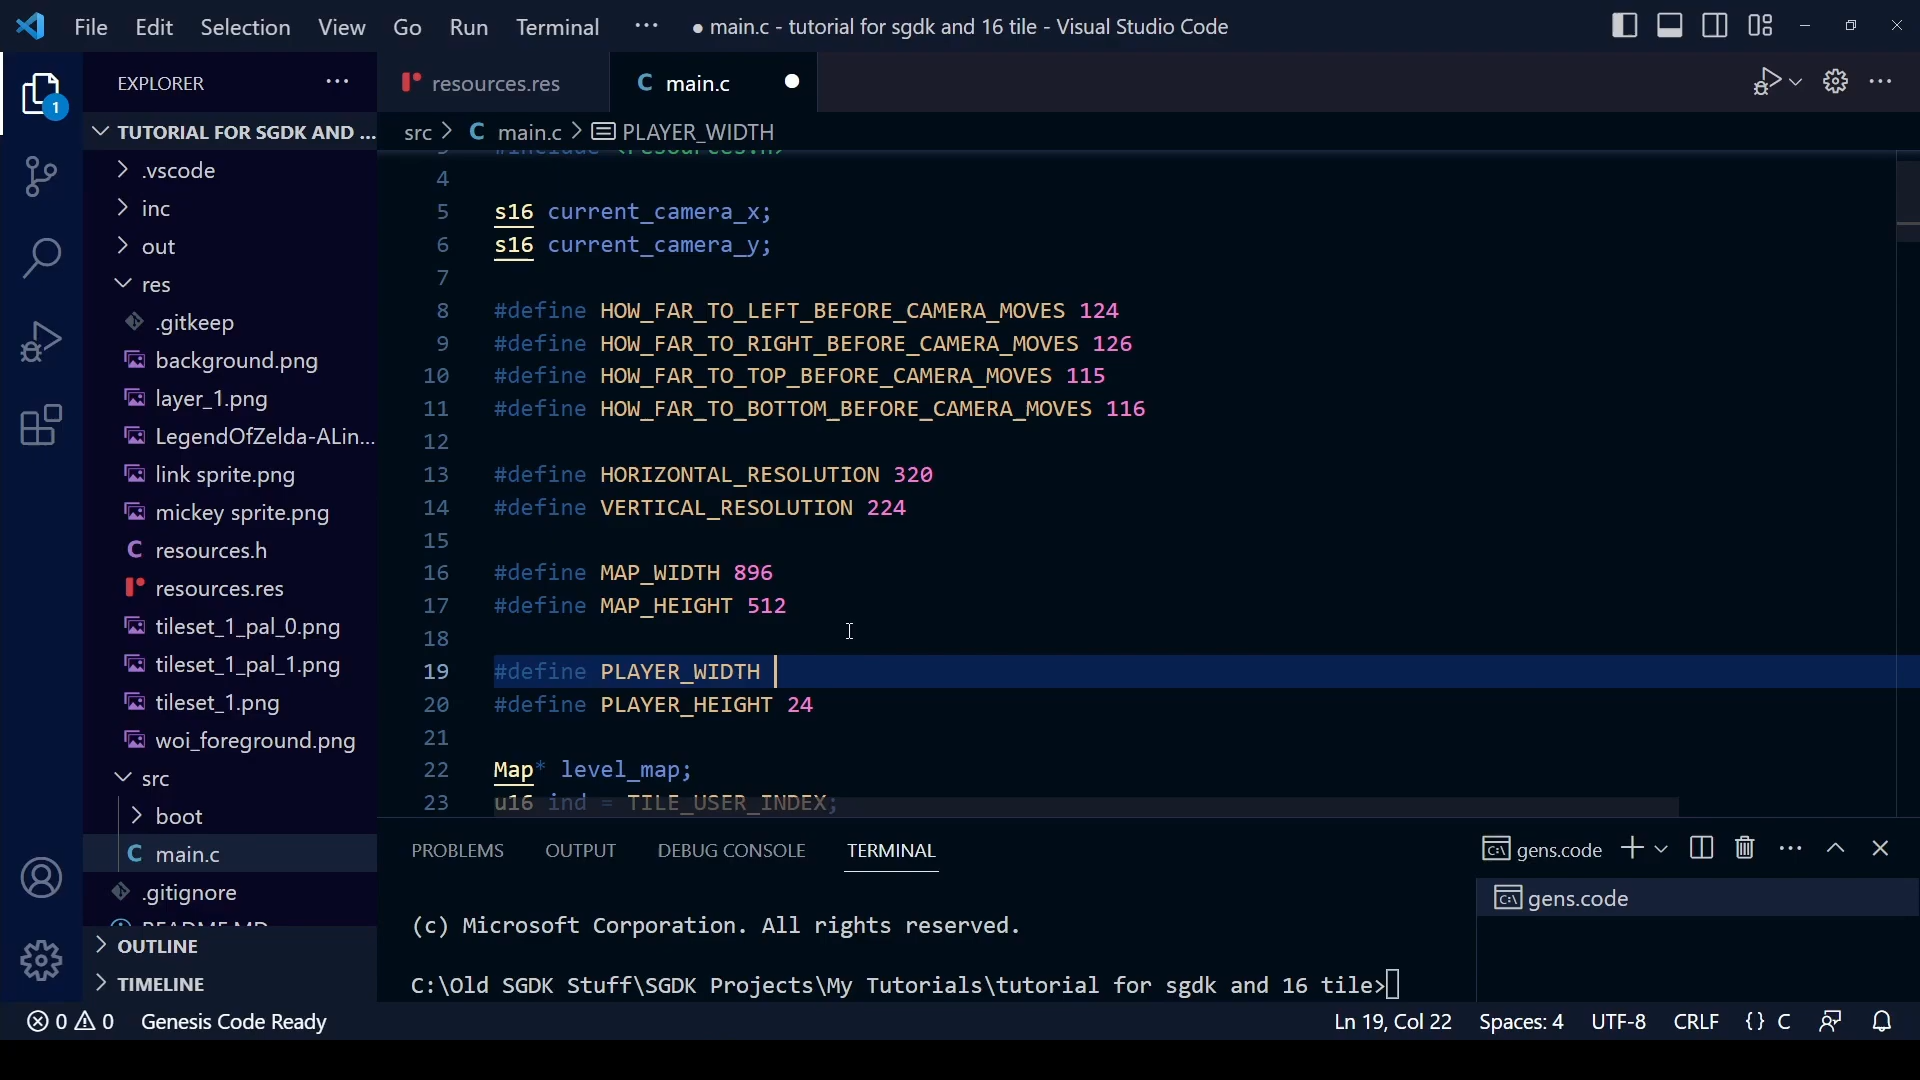 File Edit Selection View Go Run Terminal ··· ● main.c - tutorial for sgdk and 16 tile - Visual Studio Code
EXPLORER ···
1
TUTORIAL FOR SGDK AND ...
.vscode
inc
out
res
.gitkeep
background.png
layer_1.png
LegendOfZelda-ALin...
link sprite.png
mickey sprite.png
C resources.h
resources.res
tileset_1_pal_0.png
tileset_1_pal_1.png
tileset_1.png
woi_foreground.png
src
boot
C main.c
.gitignore
README.MD
OUTLINE
TIMELINE
resources.res C main.c ●
src > C main.c > PLAYER_WIDTH
3 #include <resources.h>
4
5 s16 current_camera_x;
6 s16 current_camera_y;
7
8 #define HOW_FAR_TO_LEFT_BEFORE_CAMERA_MOVES 124
9 #define HOW_FAR_TO_RIGHT_BEFORE_CAMERA_MOVES 126
10 #define HOW_FAR_TO_TOP_BEFORE_CAMERA_MOVES 115
11 #define HOW_FAR_TO_BOTTOM_BEFORE_CAMERA_MOVES 116
12
13 #define HORIZONTAL_RESOLUTION 320
14 #define VERTICAL_RESOLUTION 224
15
16 #define MAP_WIDTH 896
17 #define MAP_HEIGHT 512
18
19 #define PLAYER_WIDTH
20 #define PLAYER_HEIGHT 24
21
22 Map* level_map;
23 u16 ind = TILE_USER_INDEX;
PROBLEMS OUTPUT DEBUG CONSOLE TERMINAL gens.code
gens.code
(c) Microsoft Corporation. All rights reserved.
C:\Old SGDK Stuff\SGDK Projects\My Tutorials\tutorial for sgdk and 16 tile>
0 0 Genesis Code Ready Ln 19, Col 22 Spaces: 4 UTF-8 CRLF {} C